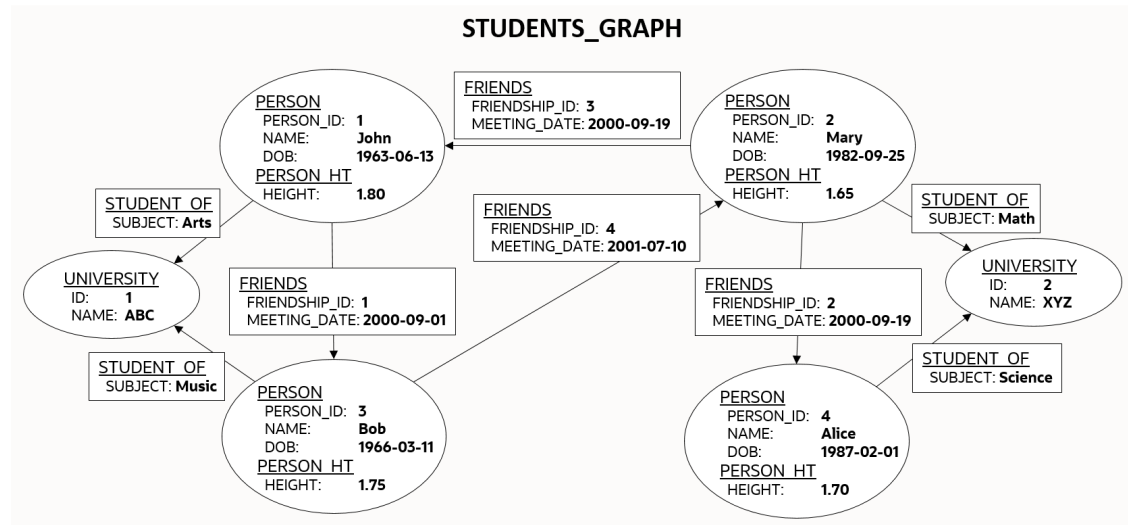 STUDENTS_GRAPH
FRIENDS
FRIENDSHIP_ID: 3
MEETING_DATE: 2000-09-19
PERSON
PERSON_ID: 1
NAME: John
DOB: 1963-06-13
PERSON_HT
HEIGHT: 1.80
PERSON
PERSON_ID: 2
NAME: Mary
DOB: 1982-09-25
PERSON_HT
HEIGHT: 1.65
STUDENT_OF
SUBJECT: Arts
FRIENDS
FRIENDSHIP_ID: 4
MEETING_DATE: 2001-07-10
STUDENT_OF
SUBJECT: Math
UNIVERSITY
ID: 1
NAME: ABC
FRIENDS
FRIENDSHIP_ID: 1
MEETING_DATE: 2000-09-01
FRIENDS
FRIENDSHIP_ID: 2
MEETING_DATE: 2000-09-19
UNIVERSITY
ID: 2
NAME: XYZ
STUDENT_OF
SUBJECT: Music
STUDENT_OF
SUBJECT: Science
PERSON
PERSON_ID: 3
NAME: Bob
DOB: 1966-03-11
PERSON_HT
HEIGHT: 1.75
PERSON
PERSON_ID: 4
NAME: Alice
DOB: 1987-02-01
PERSON_HT
HEIGHT: 1.70